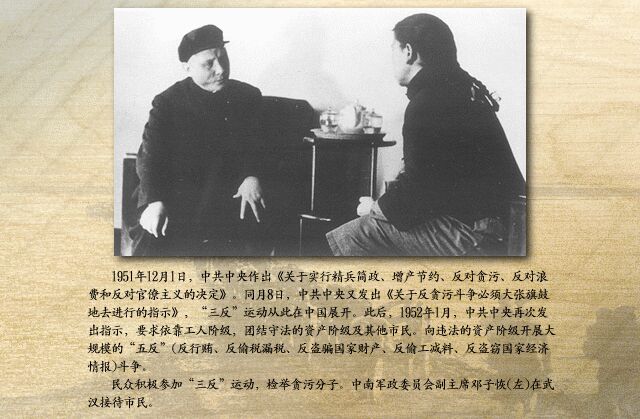 1951年12月1日，中共中央作出《关于实行精兵简政、增产节约、反对贪污、反对浪
费和反对官僚主义的决定》。同月8日，中共中央又发出《关于反贪污斗争必须大张旗鼓
地去进行的指示》，“三反”运动从此在中国展开。此后，1952年1月，中共中央再次发
出指示，要求依靠工人阶级，团结守法的资产阶级及其他市民。向违法的资产阶级开展大
规模的“五反”(反行贿、反偷税漏税、反盗骗国家财产、反偷工减料、反盗窃国家经济
情报)斗争。
民众积极参加“三反”运动，检举贪污分子。中南军政委员会副主席邓子恢(左)在武
汉接待市民。